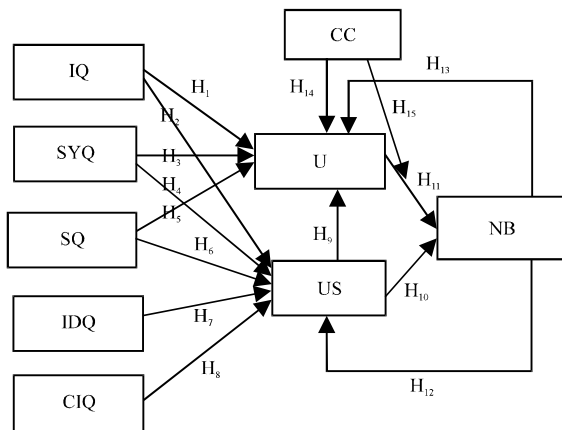 CC
IQ
H₁
H₂
H₁₄
H₁₃
H₁₅
SYQ
H₃
U
H₄
H₁₁
H₅
SQ
H₆
H₉
NB
US
H₁₀
IDQ
H₇
H₈
H₁₂
CIQ